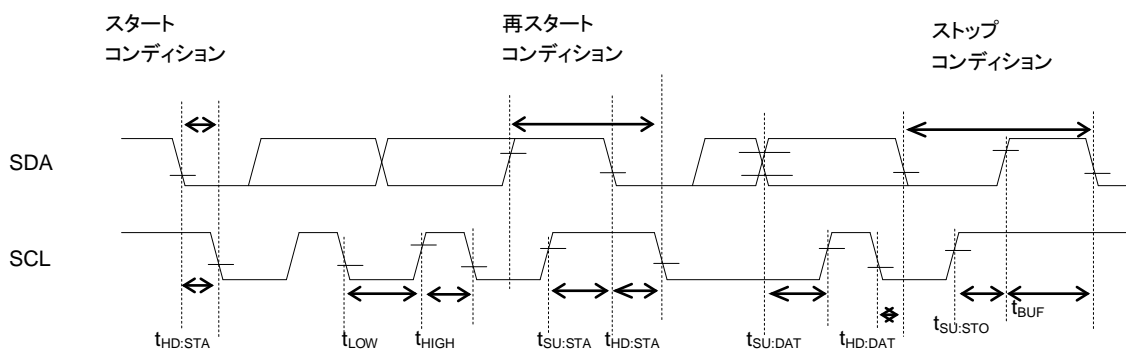 スタート
コンディション
再スタート
コンディション
ストップ
コンディション
SDA
SCL
tHD:STA
tLOW
tHIGH
tSU:STA
tHD:STA
tSU:DAT
tHD:DAT
tSU:STO
tBUF